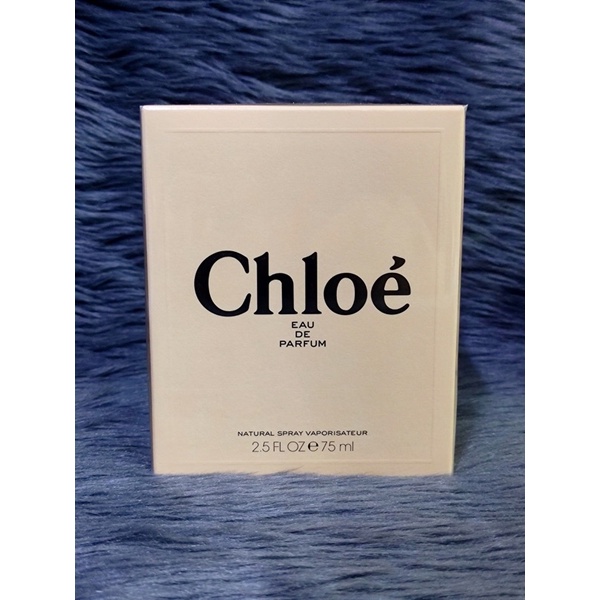 Chloé
EAU
DE
PARFUM
NATURAL SPRAY VAPORISATEUR
2.5 FL OZ ℮ 75 ml